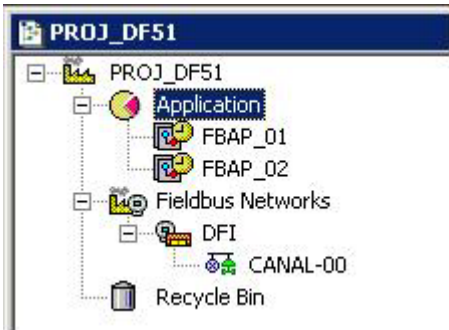 PROJ_DF51
PROJ_DF51
Application
FBAP_01
FBAP_02
Fieldbus Networks
DFI
CANAL-00
Recycle Bin